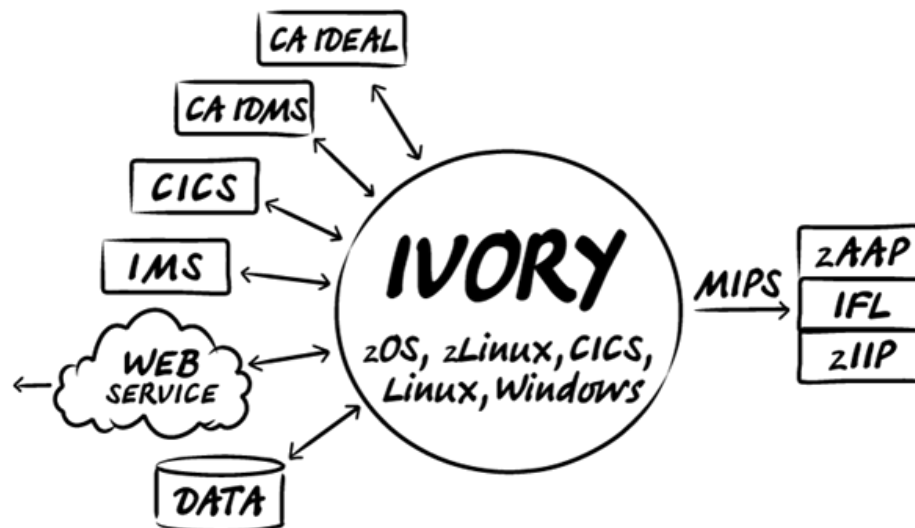 CA IDEAL
CA IDMS
CICS
IMS
WEB
SERVICE
DATA
IVORY
zOS, zLinux, CICS,
Linux, Windows
MIPS
zAAP
IFL
zIIP